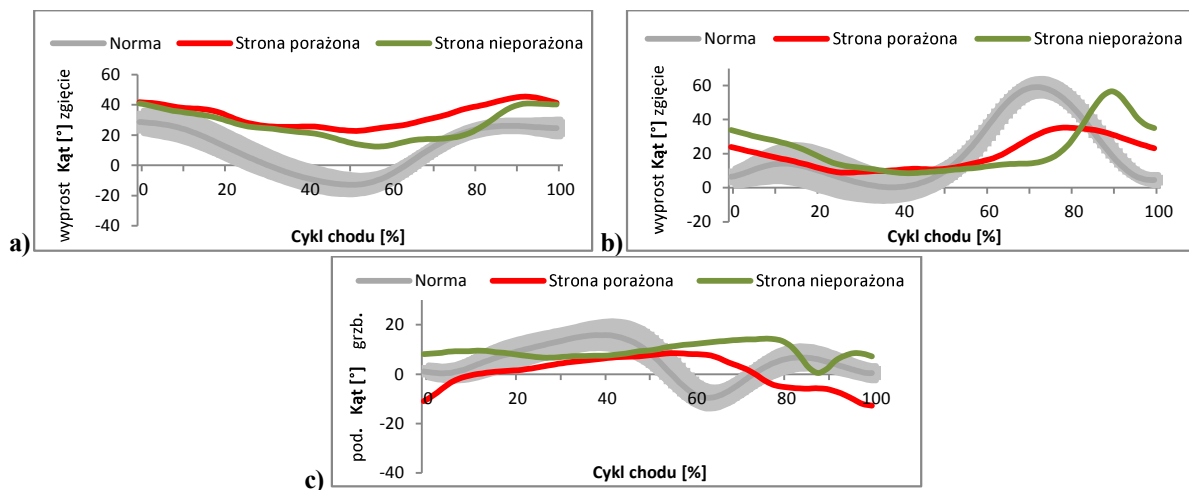 Norma Strona porażona Strona nieporażona
wyprost Kąt [°] zgięcie
60
40
20
0
-20
-40
0 20 40 60 80 100
Cykl chodu [%]
a)
Norma Strona porażona Strona nieporażona
wyprost Kąt [°] zgięcie
60
40
20
0
-20
0 20 40 60 80 100
Cykl chodu [%]
b)
Norma Strona porażona Strona nieporażona
pod. Kąt [°] grzb.
20
0
-20
-40
0 20 40 60 80 100
Cykl chodu [%]
c)